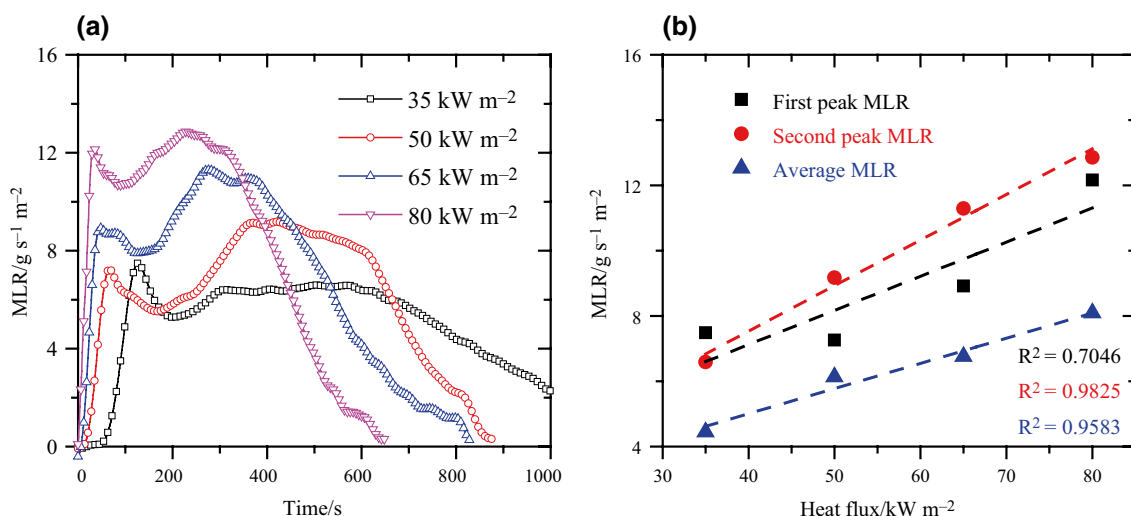 (a)
16
12
8
4
0
MLR/g s⁻¹ m⁻²
0
200
400
600
800
1000
Time/s
35 kW m⁻²
50 kW m⁻²
65 kW m⁻²
80 kW m⁻²
(b)
16
12
8
4
MLR/g s⁻¹ m⁻²
30
40
50
60
70
80
Heat flux/kW m⁻²
First peak MLR
Second peak MLR
Average MLR
R² = 0.7046
R² = 0.9825
R² = 0.9583